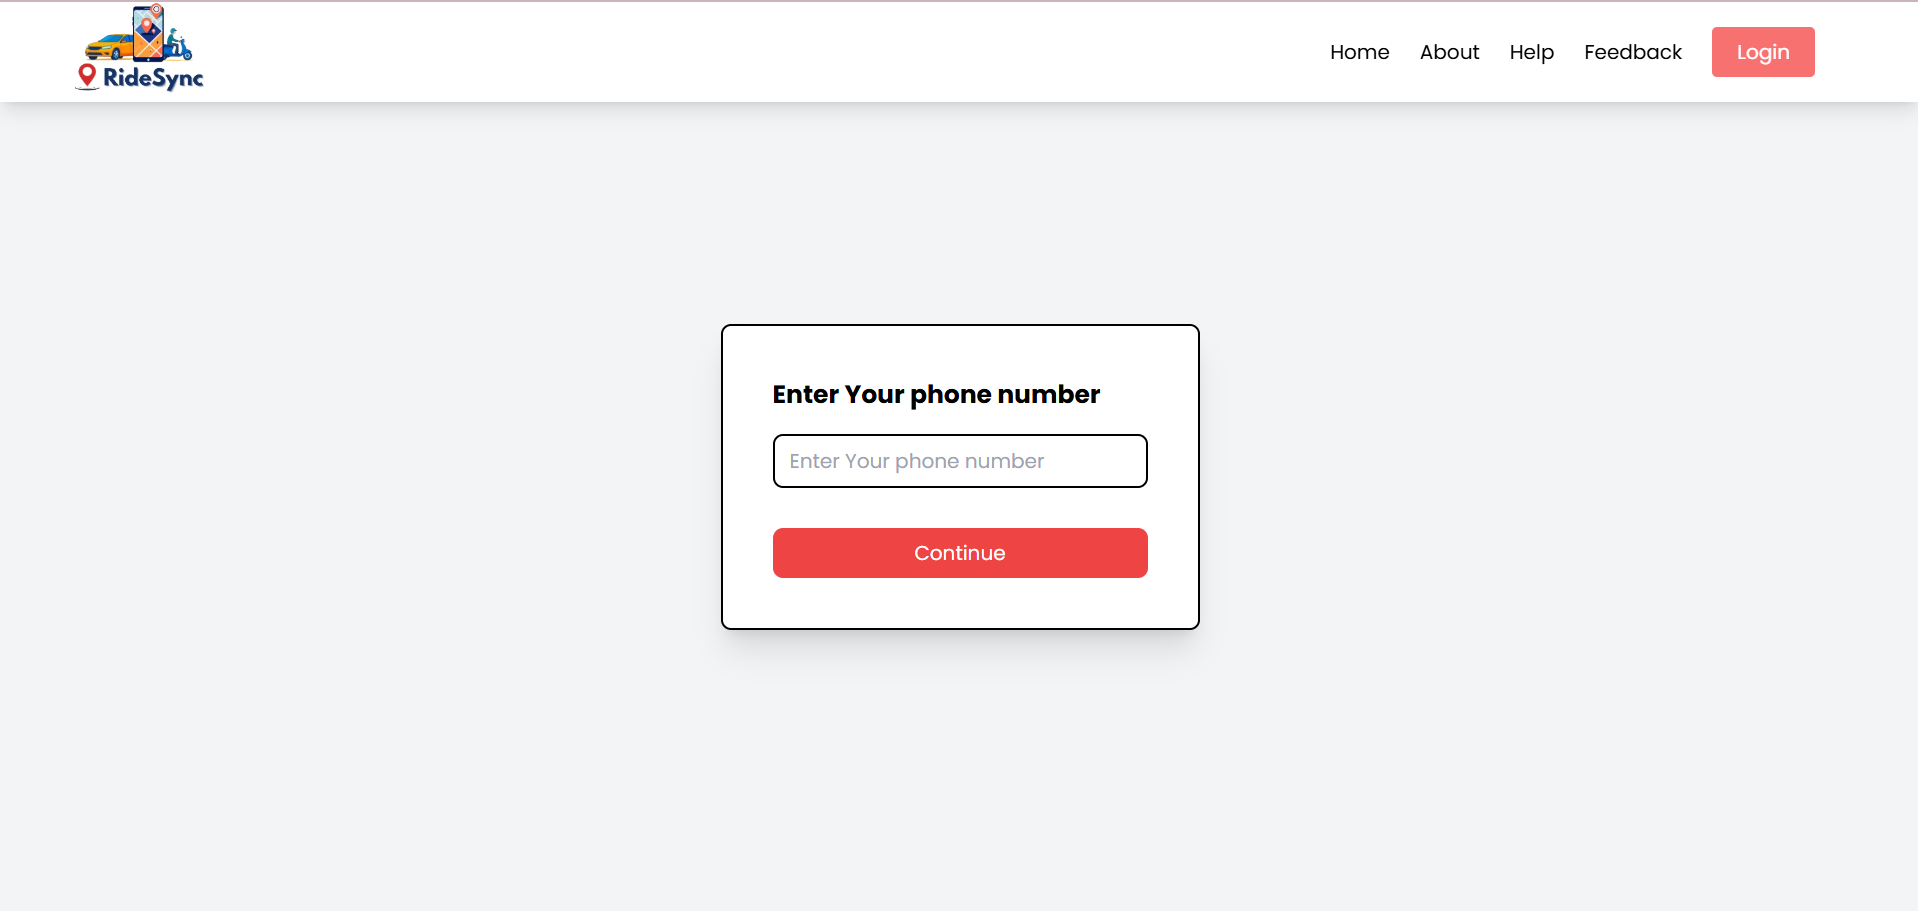 RideSync
Home About Help Feedback Login
Enter Your phone number
Enter Your phone number
Continue